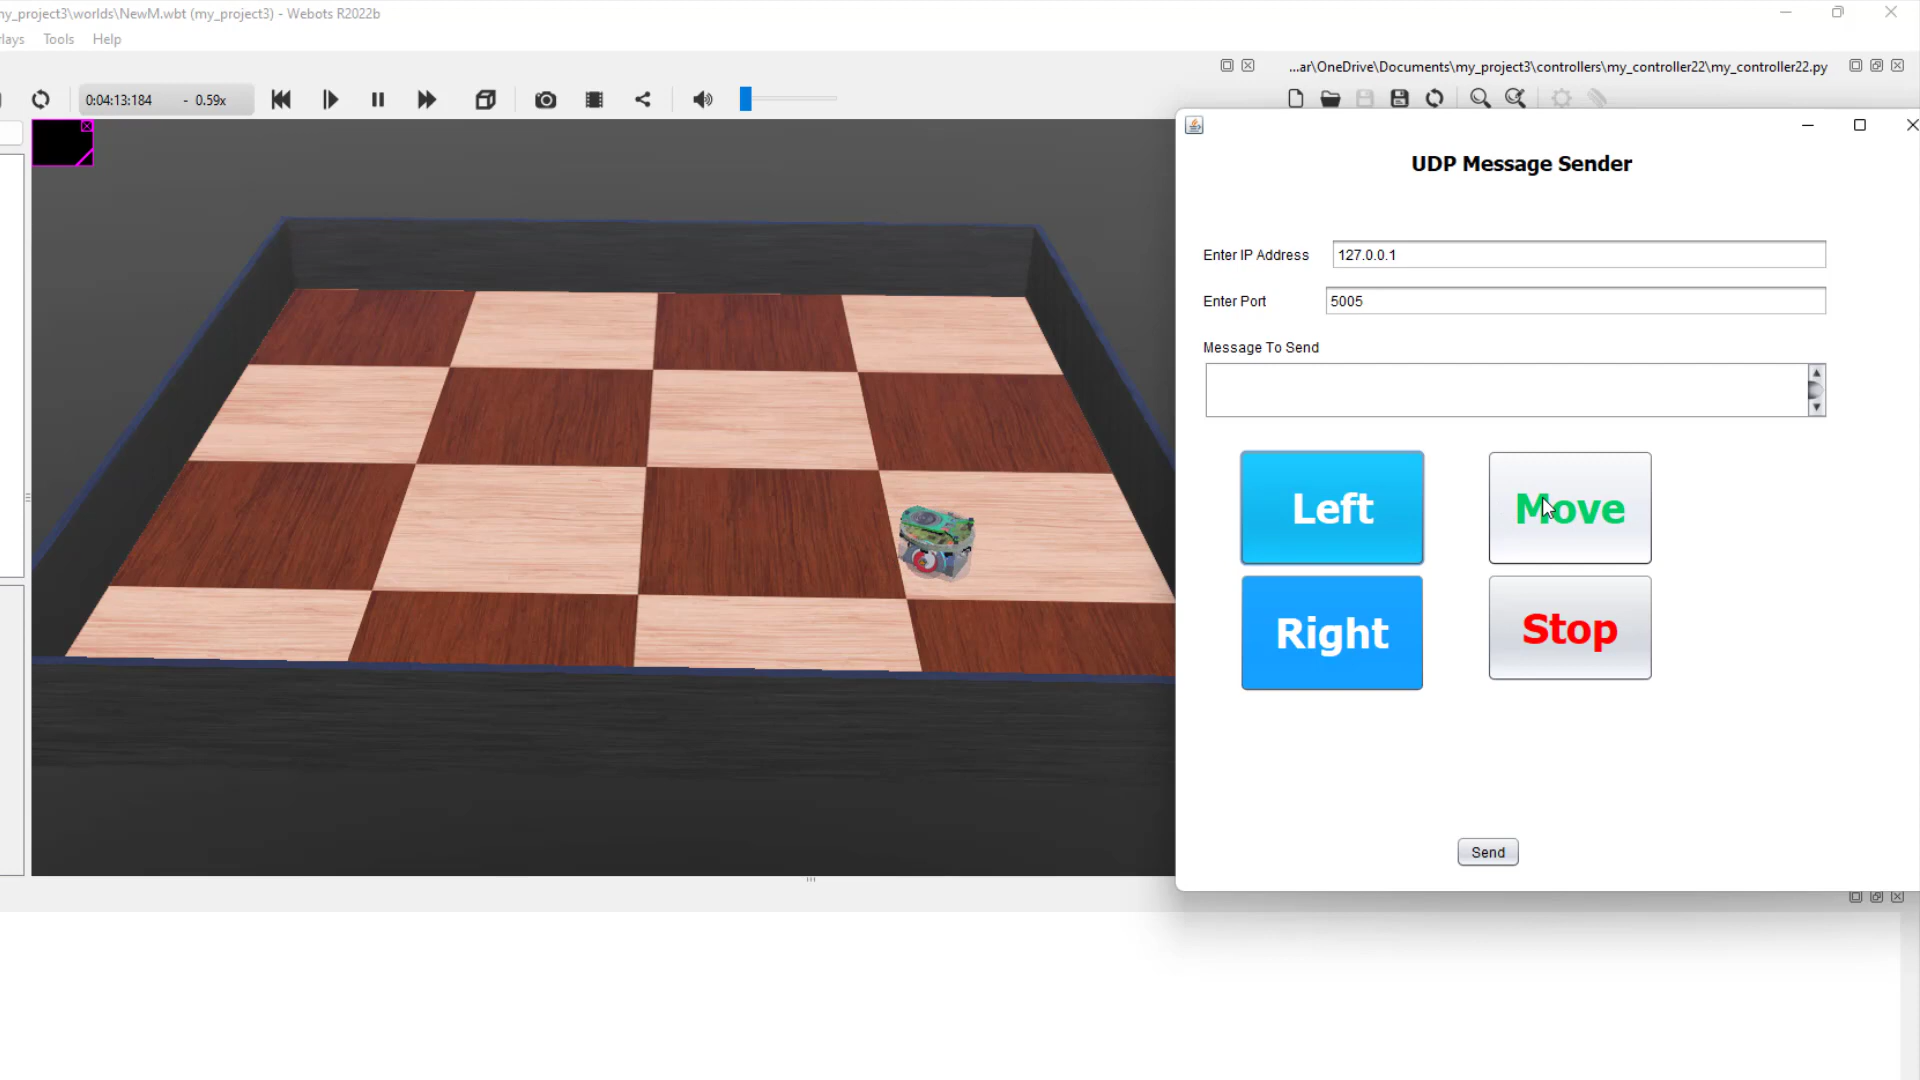 ny_project3\worlds\NewM.wbt (my_project3) - Webots R2022b
rlays Tools Help
...ar\OneDrive\Documents\my_project3\controllers\my_controller22\my_controller22.py
0:04:13:184 - 0.59x
UDP Message Sender
Enter IP Address 127.0.0.1
Enter Port 5005
Message To Send
Left Move
Right Stop
Send